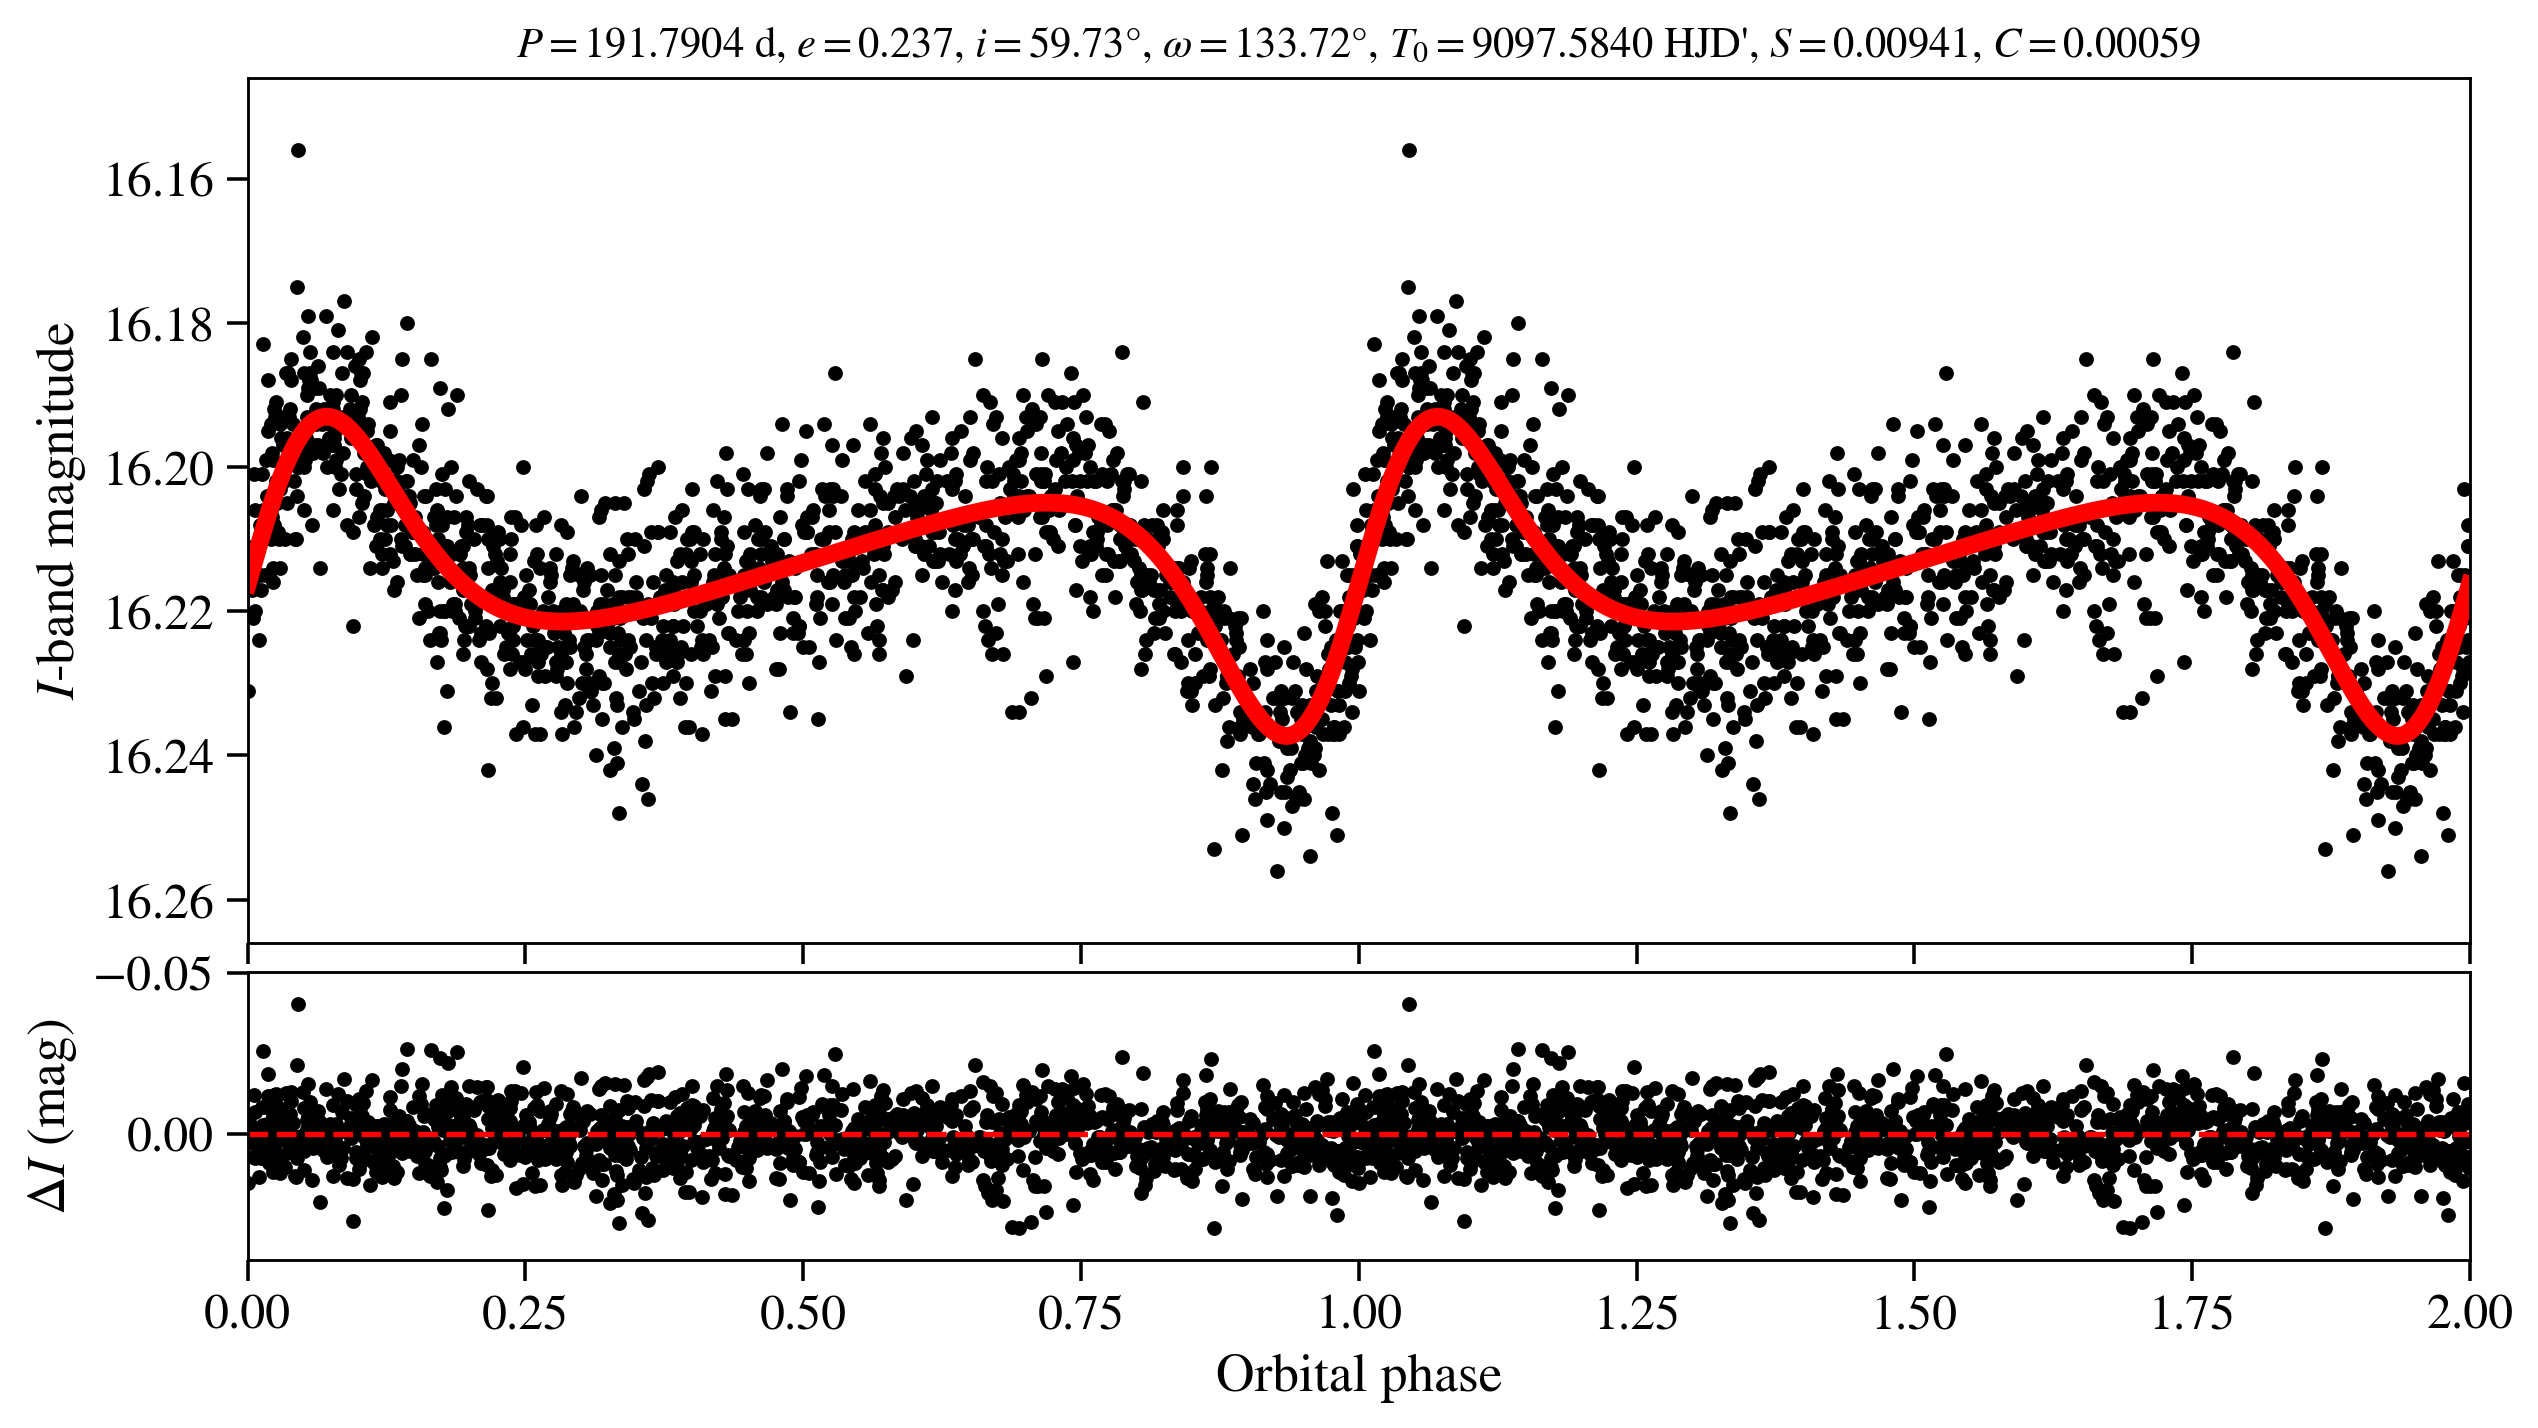 P = 191.7904 d, e = 0.237, i = 59.73°, ω = 133.72°, T₀ = 9097.5840 HJD', S = 0.00941, C = 0.00059
I-band magnitude
16.16
16.18
16.20
16.22
16.24
16.26
ΔI (mag)
−0.05
0.00
0.00 0.25 0.50 0.75 1.00 1.25 1.50 1.75 2.00
Orbital phase